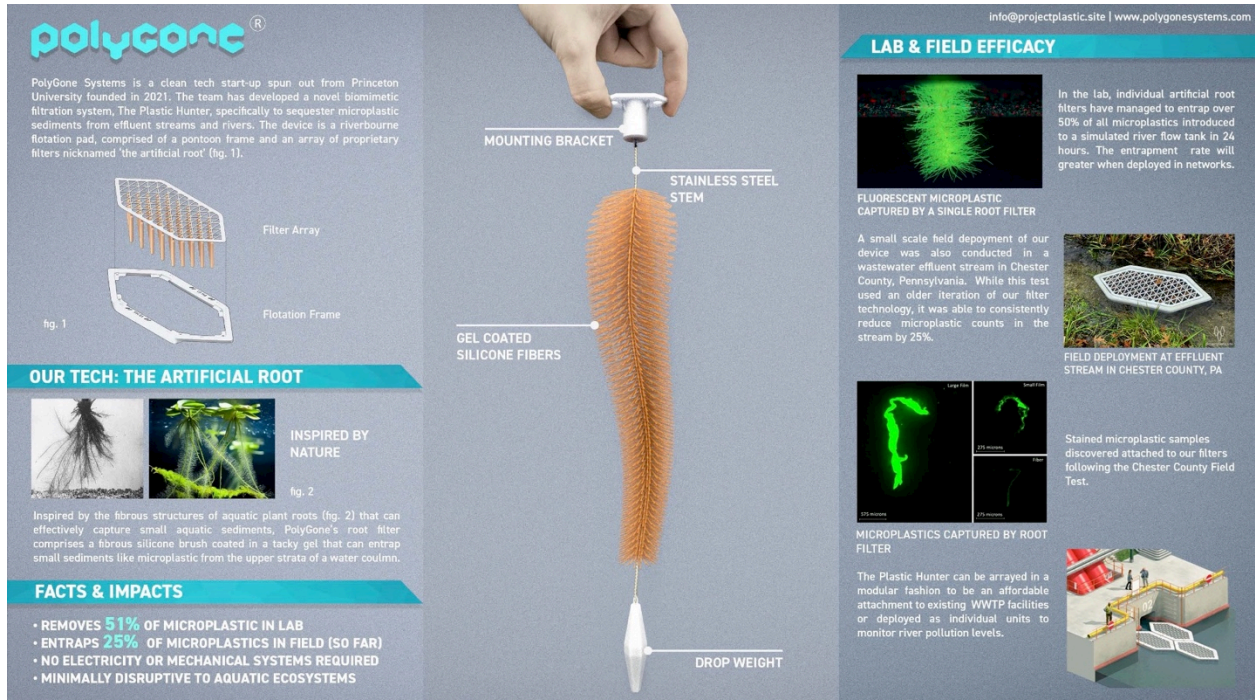 polygone®
PolyGone Systems is a clean tech start-up spun out from Princeton
University founded in 2021. The team has developed a novel biomimetic
filtration system, The Plastic Hunter, specifically to sequester microplastic
sediments from effluent streams and rivers. The device is a riverbourne
flotation pad, comprised of a pontoon frame and an array of proprietary
filters nicknamed 'the artificial root' (fig. 1).
Filter Array
Flotation Frame
fig. 1
OUR TECH: THE ARTIFICIAL ROOT
INSPIRED BY
NATURE
fig. 2
Inspired by the fibrous structures of aquatic plant roots (fig. 2) that can
effectively capture small aquatic sediments, PolyGone's root filter
comprises a fibrous silicone brush coated in a tacky gel that can entrap
small sediments like microplastic from the upper strata of a water coulmn.
FACTS & IMPACTS
• REMOVES 51% OF MICROPLASTIC IN LAB
• ENTRAPS 25% OF MICROPLASTICS IN FIELD (SO FAR)
• NO ELECTRICITY OR MECHANICAL SYSTEMS REQUIRED
• MINIMALLY DISRUPTIVE TO AQUATIC ECOSYSTEMS
MOUNTING BRACKET
STAINLESS STEEL
STEM
GEL COATED
SILICONE FIBERS
DROP WEIGHT
info@projectplastic.site | www.polygonesystems.com
LAB & FIELD EFFICACY
In the lab, individual artificial root
filters have managed to entrap over
50% of all microplastics introduced
to a simulated river flow tank in 24
hours. The entrapment rate will
greater when deployed in networks.
FLUORESCENT MICROPLASTIC
CAPTURED BY A SINGLE ROOT FILTER
A small scale field depoyment of our
device was also conducted in a
wastewater effluent stream in Chester
County, Pennsylvania. While this test
used an older iteration of our filter
technology, it was able to consistently
reduce microplastic counts in the
stream by 25%.
FIELD DEPLOYMENT AT EFFLUENT
STREAM IN CHESTER COUNTY, PA
Large Film
Small Film
275 microns
Fiber
575 microns
275 microns
Stained microplastic samples
discovered attached to our filters
following the Chester County Field
Test.
MICROPLASTICS CAPTURED BY ROOT
FILTER
The Plastic Hunter can be arrayed in a
modular fashion to be an affordable
attachment to existing WWTP facilities
or deployed as individual units to
monitor river pollution levels.
02